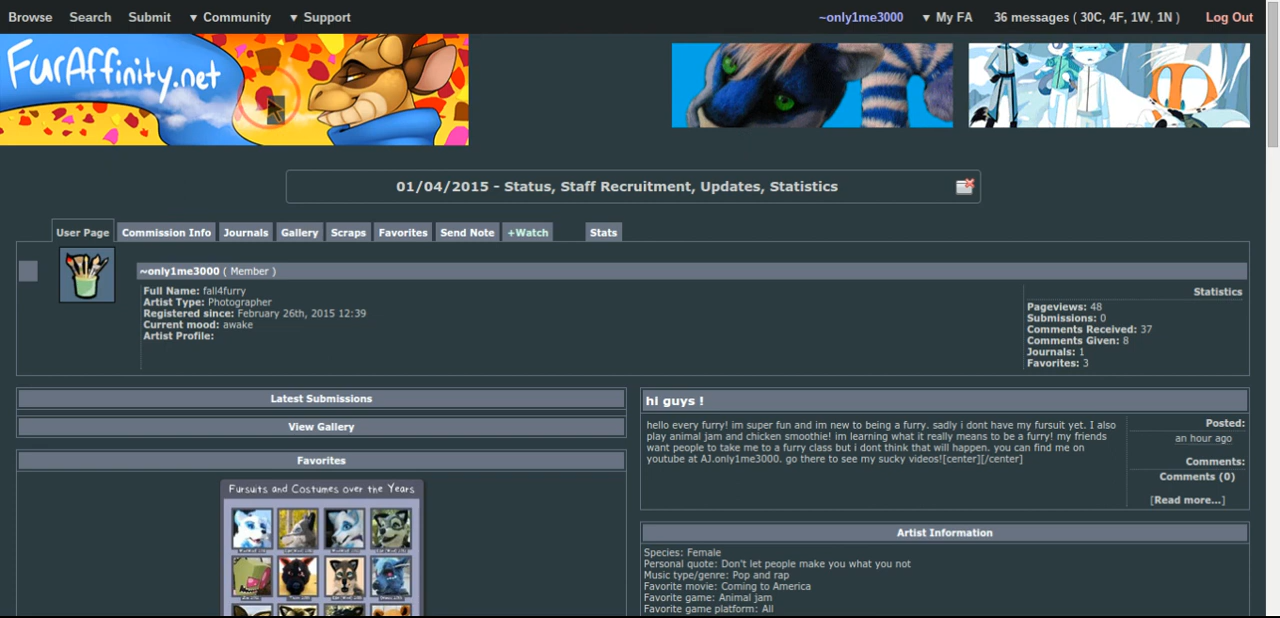 Browse Search Submit ▼ Community ▼ Support ~only1me3000 ▼ My FA 36 messages ( 30C, 4F, 1W, 1N ) Log Out
FurAffinity.net
01/04/2015 - Status, Staff Recruitment, Updates, Statistics
User Page Commission Info Journals Gallery Scraps Favorites Send Note +Watch Stats
~only1me3000 ( Member )
Full Name: fall4furry
Artist Type: Photographer
Registered since: February 26th, 2015 12:39
Current mood: awake
Artist Profile:
Statistics
Pageviews: 48
Submissions: 0
Comments Received: 37
Comments Given: 8
Journals: 1
Favorites: 3
Latest Submissions
View Gallery
Favorites
Fursuits and Costumes over the Years
hi guys !
hello every furry! im super fun and im new to being a furry. sadly i dont have my fursuit yet. I also
play animal jam and chicken smoothie! im learning what it really means to be a furry! my friends
want people to take me to a furry class but i dont think that will happen. you can find me on
youtube at AJ.only1me3000. go there to see my sucky videos![center][/center]
Posted:
an hour ago
Comments:
Comments (0)
[Read more...]
Artist Information
Species: Female
Personal quote: Don't let people make you what you not
Music type/genre: Pop and rap
Favorite movie: Coming to America
Favorite game: Animal jam
Favorite game platform: All